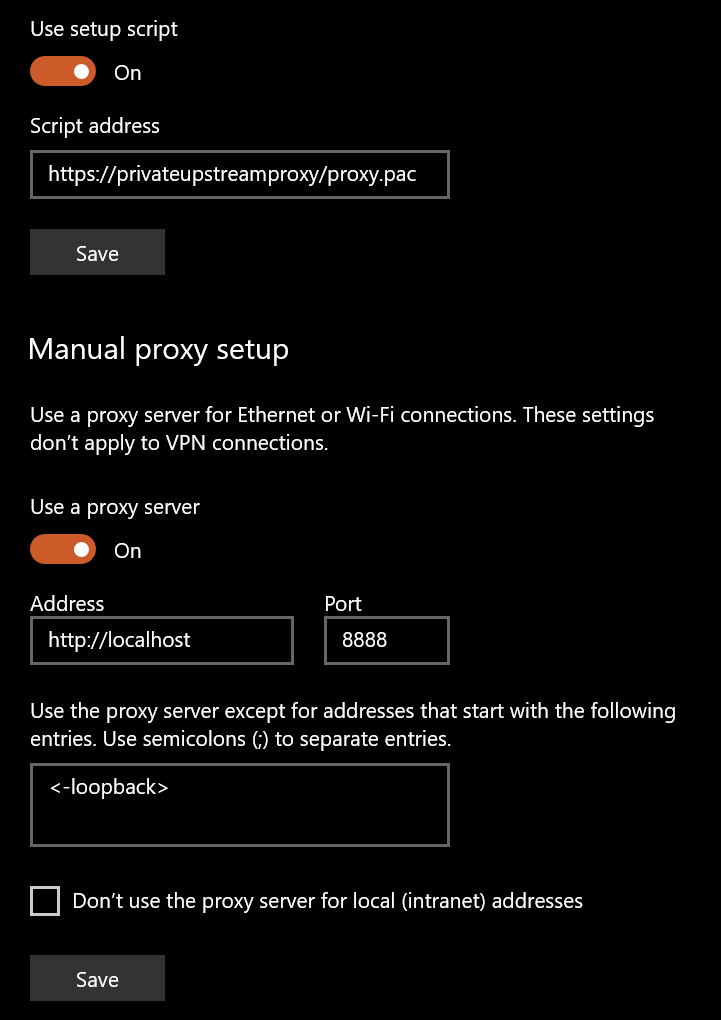 Use setup script
On
Script address
https://privateupstreamproxy/proxy.pac
Save
Manual proxy setup
Use a proxy server for Ethernet or Wi-Fi connections. These settings
don’t apply to VPN connections.
Use a proxy server
On
Address Port
http://localhost 8888
Use the proxy server except for addresses that start with the following
entries. Use semicolons (;) to separate entries.
<-loopback>
Don’t use the proxy server for local (intranet) addresses
Save